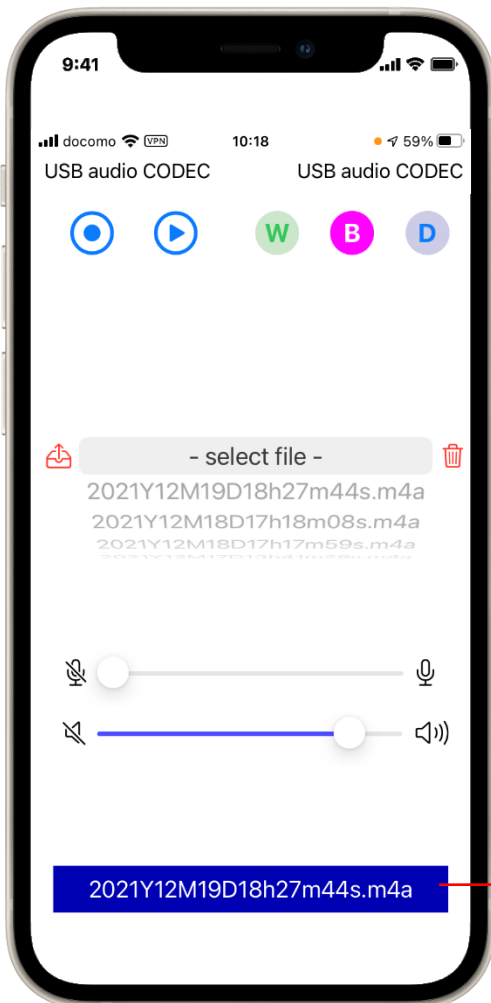 9:41
docomo VPN 10:18 59%
USB audio CODEC USB audio CODEC
W B D
- select file -
2021Y12M19D18h27m44s.m4a
2021Y12M18D17h18m08s.m4a
2021Y12M18D17h17m59s.m4a
2021Y12M19D18h27m44s.m4a